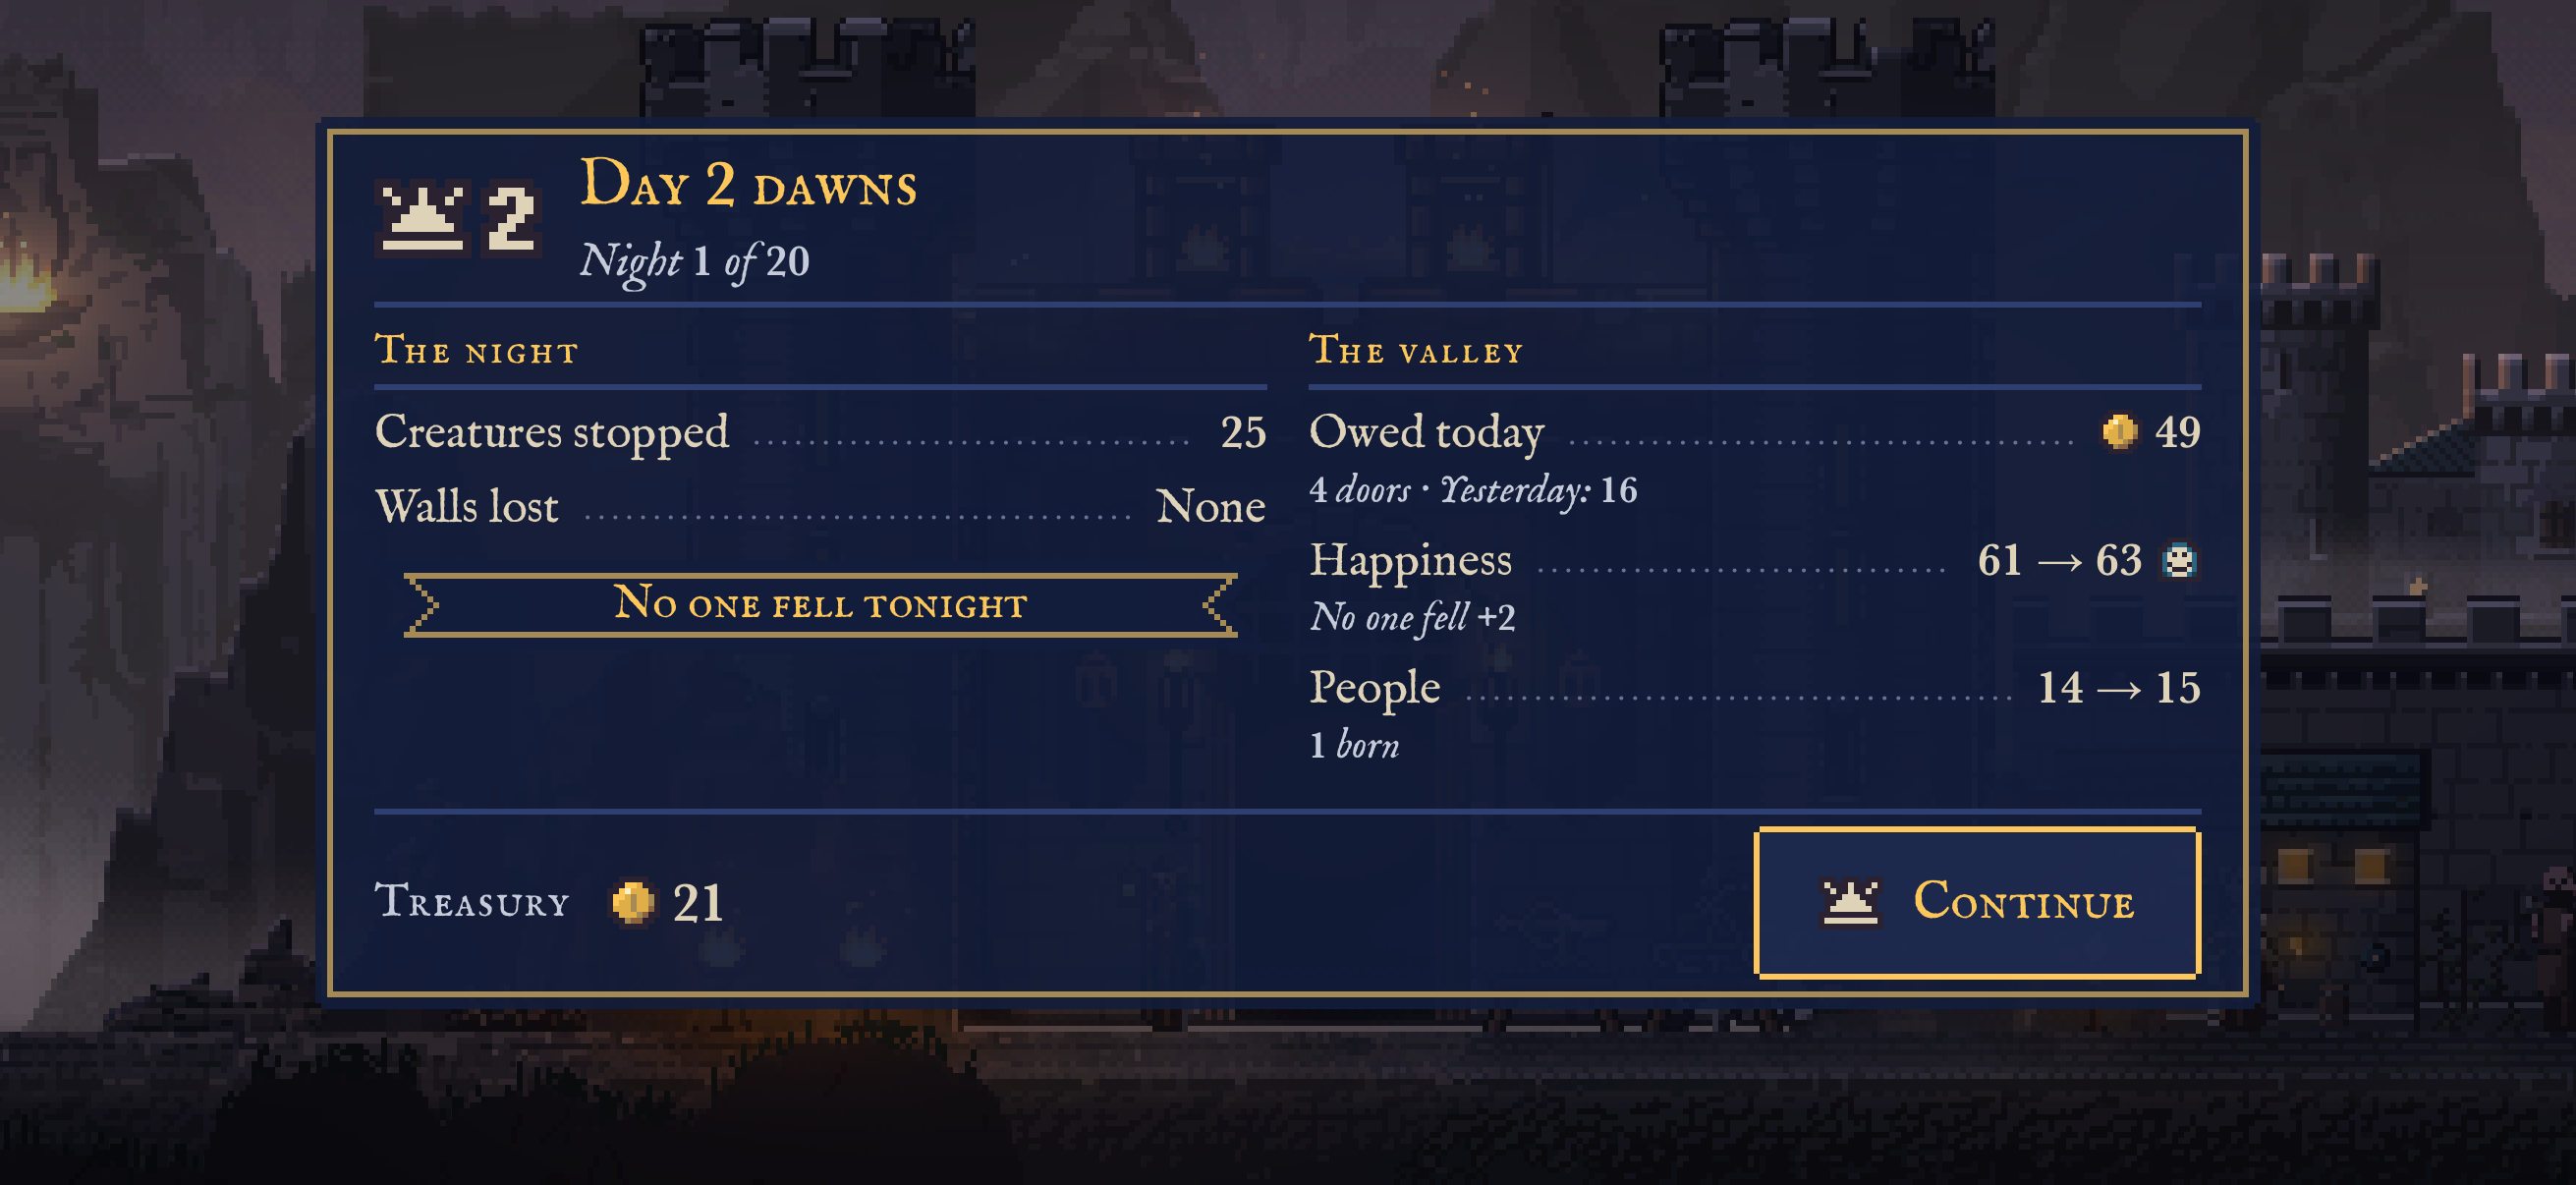 2
Day 2 dawns
Night 1 of 20
The night
Creatures stopped 25
Walls lost None
No one fell tonight
The valley
Owed today 49
4 doors · Yesterday: 16
Happiness 61 → 63
No one fell +2
People 14 → 15
1 born
Treasury 21
Continue